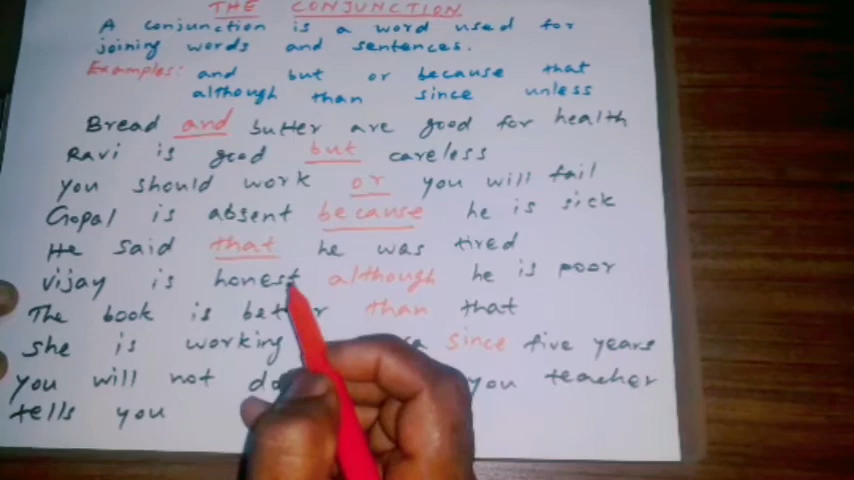 THE CONJUNCTION
A conjunction is a word used for
joining words and sentences.
Examples: and but or because that
although than since unless
Bread and butter are good for health
Ravi is good but careless
you should work or you will fail
Gopal is absent because he is sick
He said that he was tired
Vijay is honest although he is poor
The book is better than that
She is working since five years
you will not you teacher
tells you